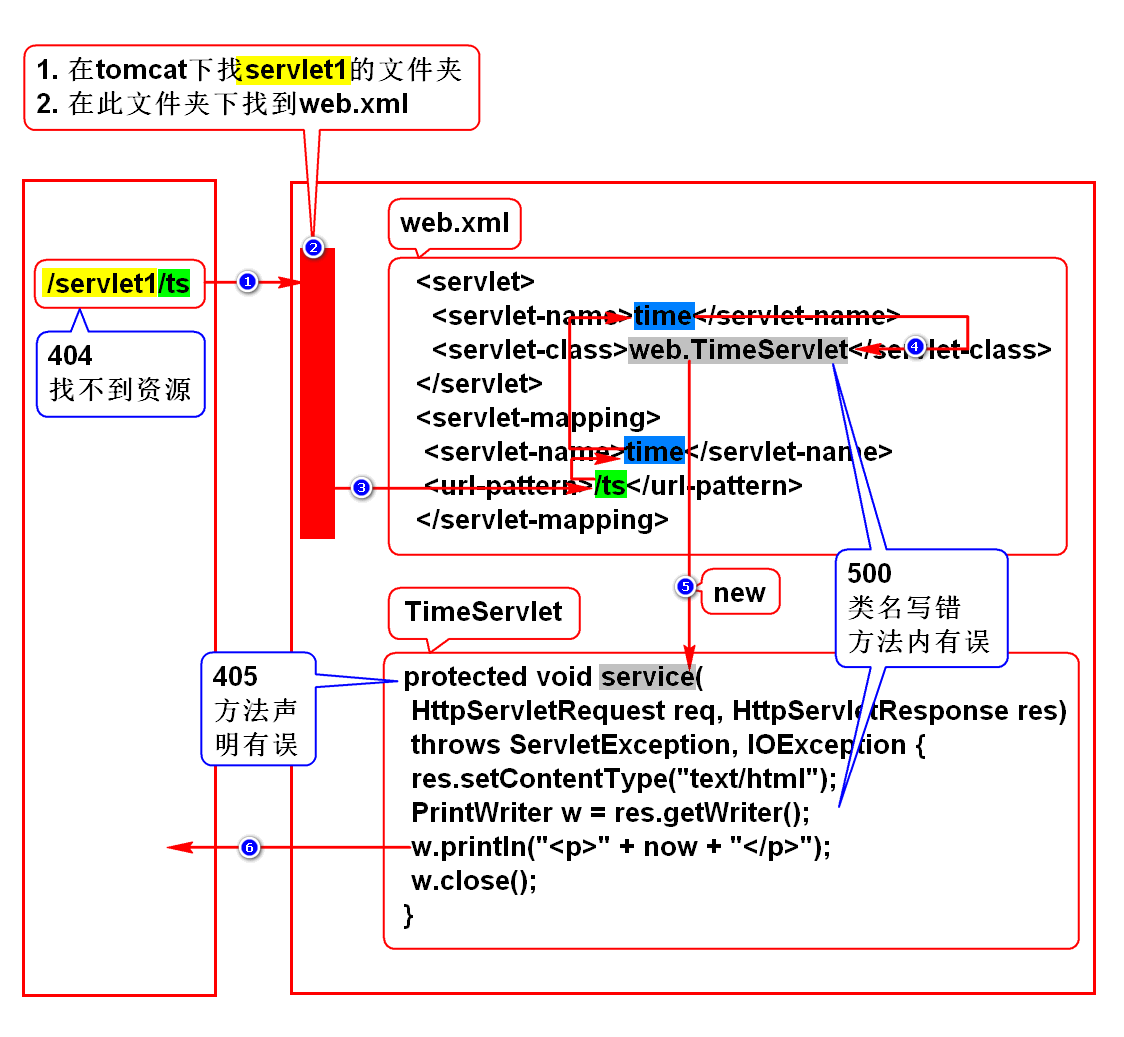 1. 在tomcat下找servlet1的文件夹
2. 在此文件夹下找到web.xml
2
web.xml
/servlet1/ts
1
404
找不到资源
<servlet>
<servlet-name>time</servlet-name>
<servlet-class>web.TimeServlet</servlet-class>
4
</servlet>
<servlet-mapping>
<servlet-name>time</servlet-name>
3
<url-pattern>/ts</url-pattern>
</servlet-mapping>
5
new
500
类名写错
方法内有误
TimeServlet
405
方法声
明有误
protected void service(
HttpServletRequest req, HttpServletResponse res)
throws ServletException, IOException {
res.setContentType("text/html");
PrintWriter w = res.getWriter();
6
w.println("<p>" + now + "</p>");
w.close();
}